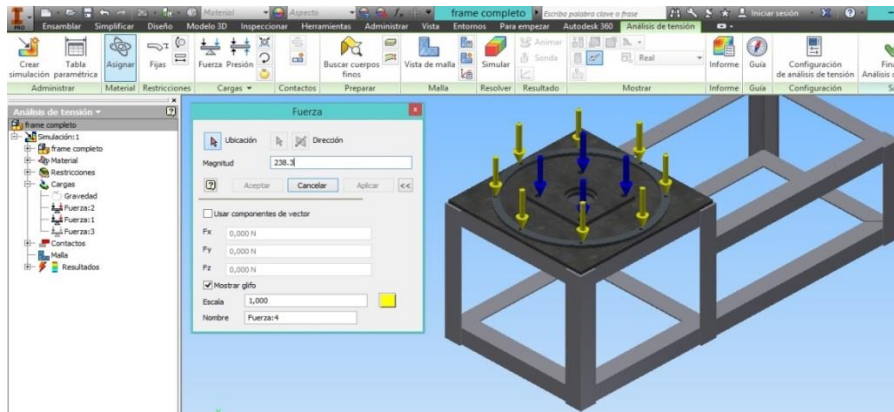 PRO
Material
Aspecto
frame completo
Escriba palabra clave o frase
Iniciar sesión
Ensamblar Simplificar Diseño Modelo 3D Inspeccionar Herramientas Administrar Vista Entornos Para empezar Autodesk 360 Análisis de tensión
Crear simulación
Tabla paramétrica
Asignar
Fijas
Fuerza Presión
Buscar cuerpos finos
Vista de malla
Simular
Animar
Sonda
Real
Informe
Guía
Configuración de análisis de tensión
Administrar Material Restricciones Cargas Contactos Preparar Malla Resolver Resultado Mostrar Informe Guía Configuración
Análisis de tensión
frame completo
Simulación:1
frame completo
Material
Restricciones
Cargas
Gravedad
Fuerza:2
Fuerza:1
Fuerza:3
Contactos
Malla
Resultados
Fuerza
Ubicación Dirección
Magnitud 238.3
Aceptar Cancelar Aplicar <<
Usar componentes de vector
Fx 0,000 N
Fy 0,000 N
Fz 0,000 N
Mostrar glifo
Escala 1,000
Nombre Fuerza:4